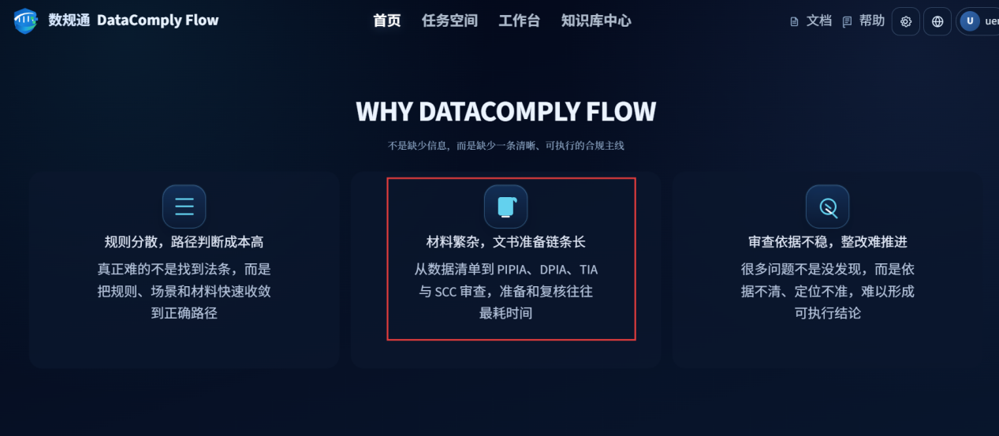 数规通 DataComply Flow
首页 任务空间 工作台 知识库中心
文档 帮助
U
WHY DATACOMPLY FLOW
不是缺少信息，而是缺少一条清晰、可执行的合规主线
规则分散，路径判断成本高
真正难的不是找到法条，而是
把规则、场景和材料快速收敛
到正确路径
材料繁杂，文书准备链条长
从数据清单到 PIPIA、DPIA、TIA
与 SCC 审查，准备和复核往往
最耗时间
审查依据不稳，整改难推进
很多问题不是没发现，而是依
据不清、定位不准，难以形成
可执行结论